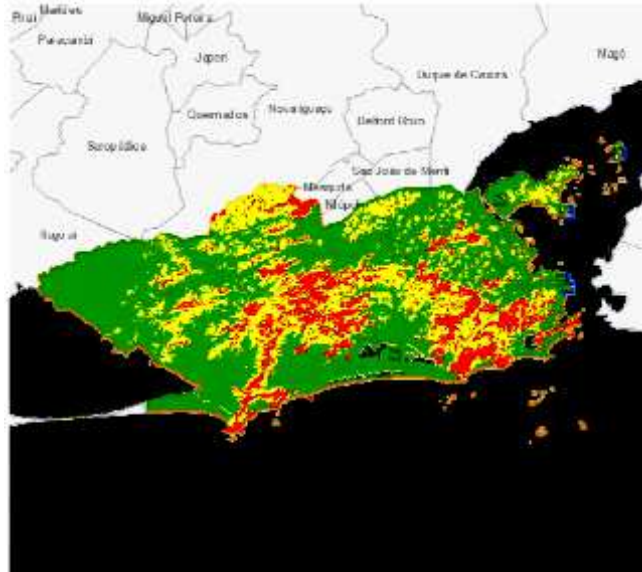 Miguel Pereira
Paracambi
Japeri
Magé
Duque de Caxias
Queimados
Nova Iguaçu
Belford Roxo
Seropédica
São João de Meriti
Mesquita
Itaguaí